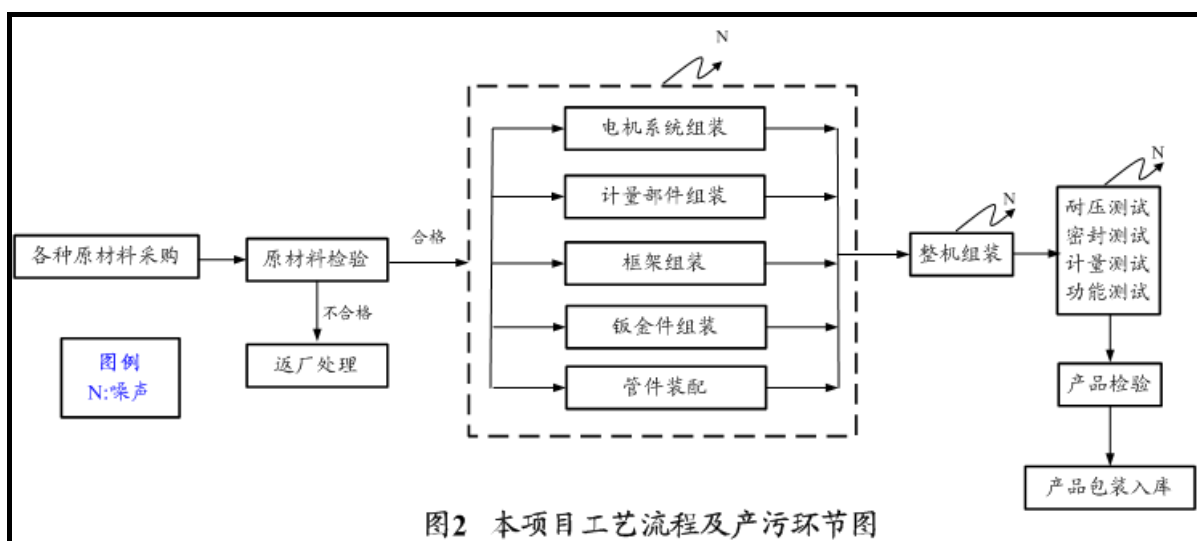 N
电机系统组装
计量部件组装
框架组装
钣金件组装
管件装配
各种原材料采购
原材料检验
合格
不合格
返厂处理
图例
N:噪声
N
整机组装
N
耐压测试
密封测试
计量测试
功能测试
产品检验
产品包装入库
图2 本项目工艺流程及产污环节图